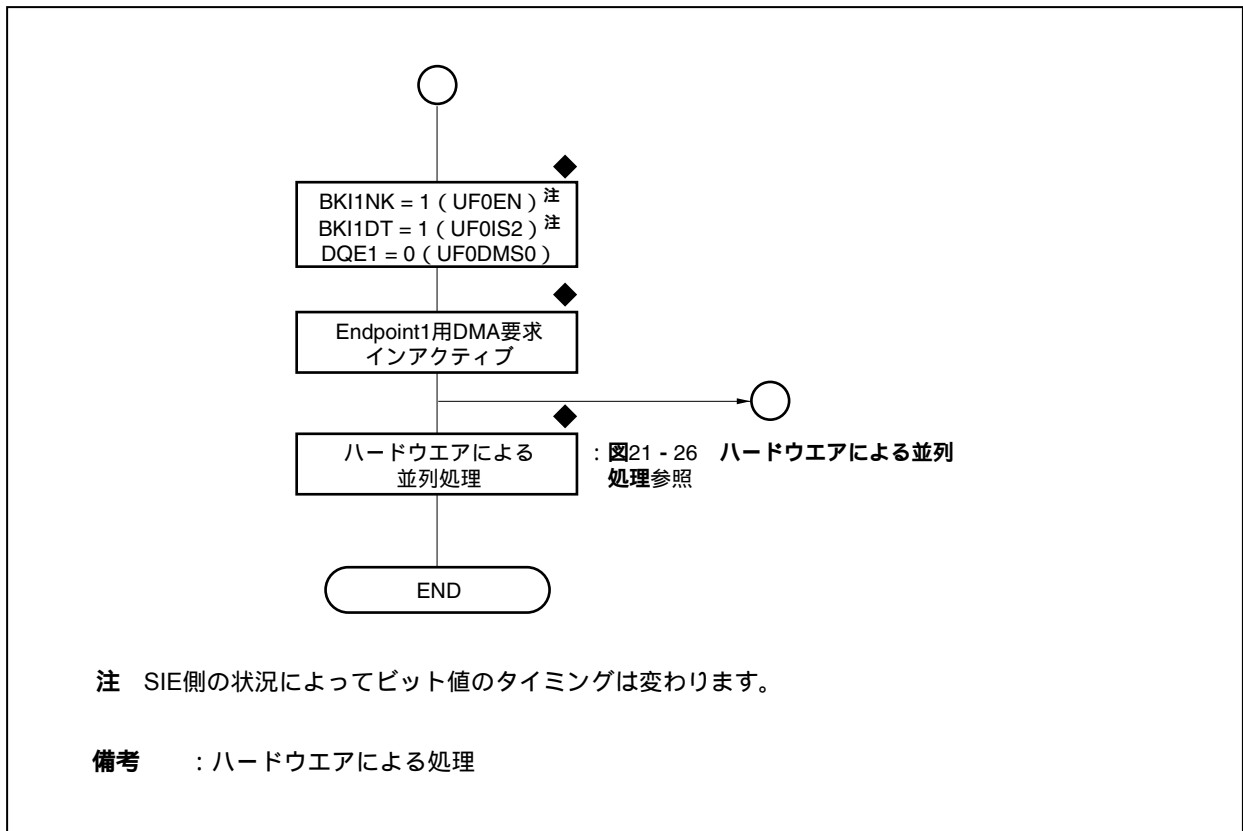 BKI1NK = 1（UF0EN）注
BKI1DT = 1（UF0IS2）注
DQE1 = 0（UF0DMS0）
Endpoint1用DMA要求
インアクティブ
ハードウエアによる
並列処理
：図21 - 26　ハードウエアによる並列
処理参照
END
注　SIE側の状況によってビット値のタイミングは変わります。
備考　　：ハードウエアによる処理